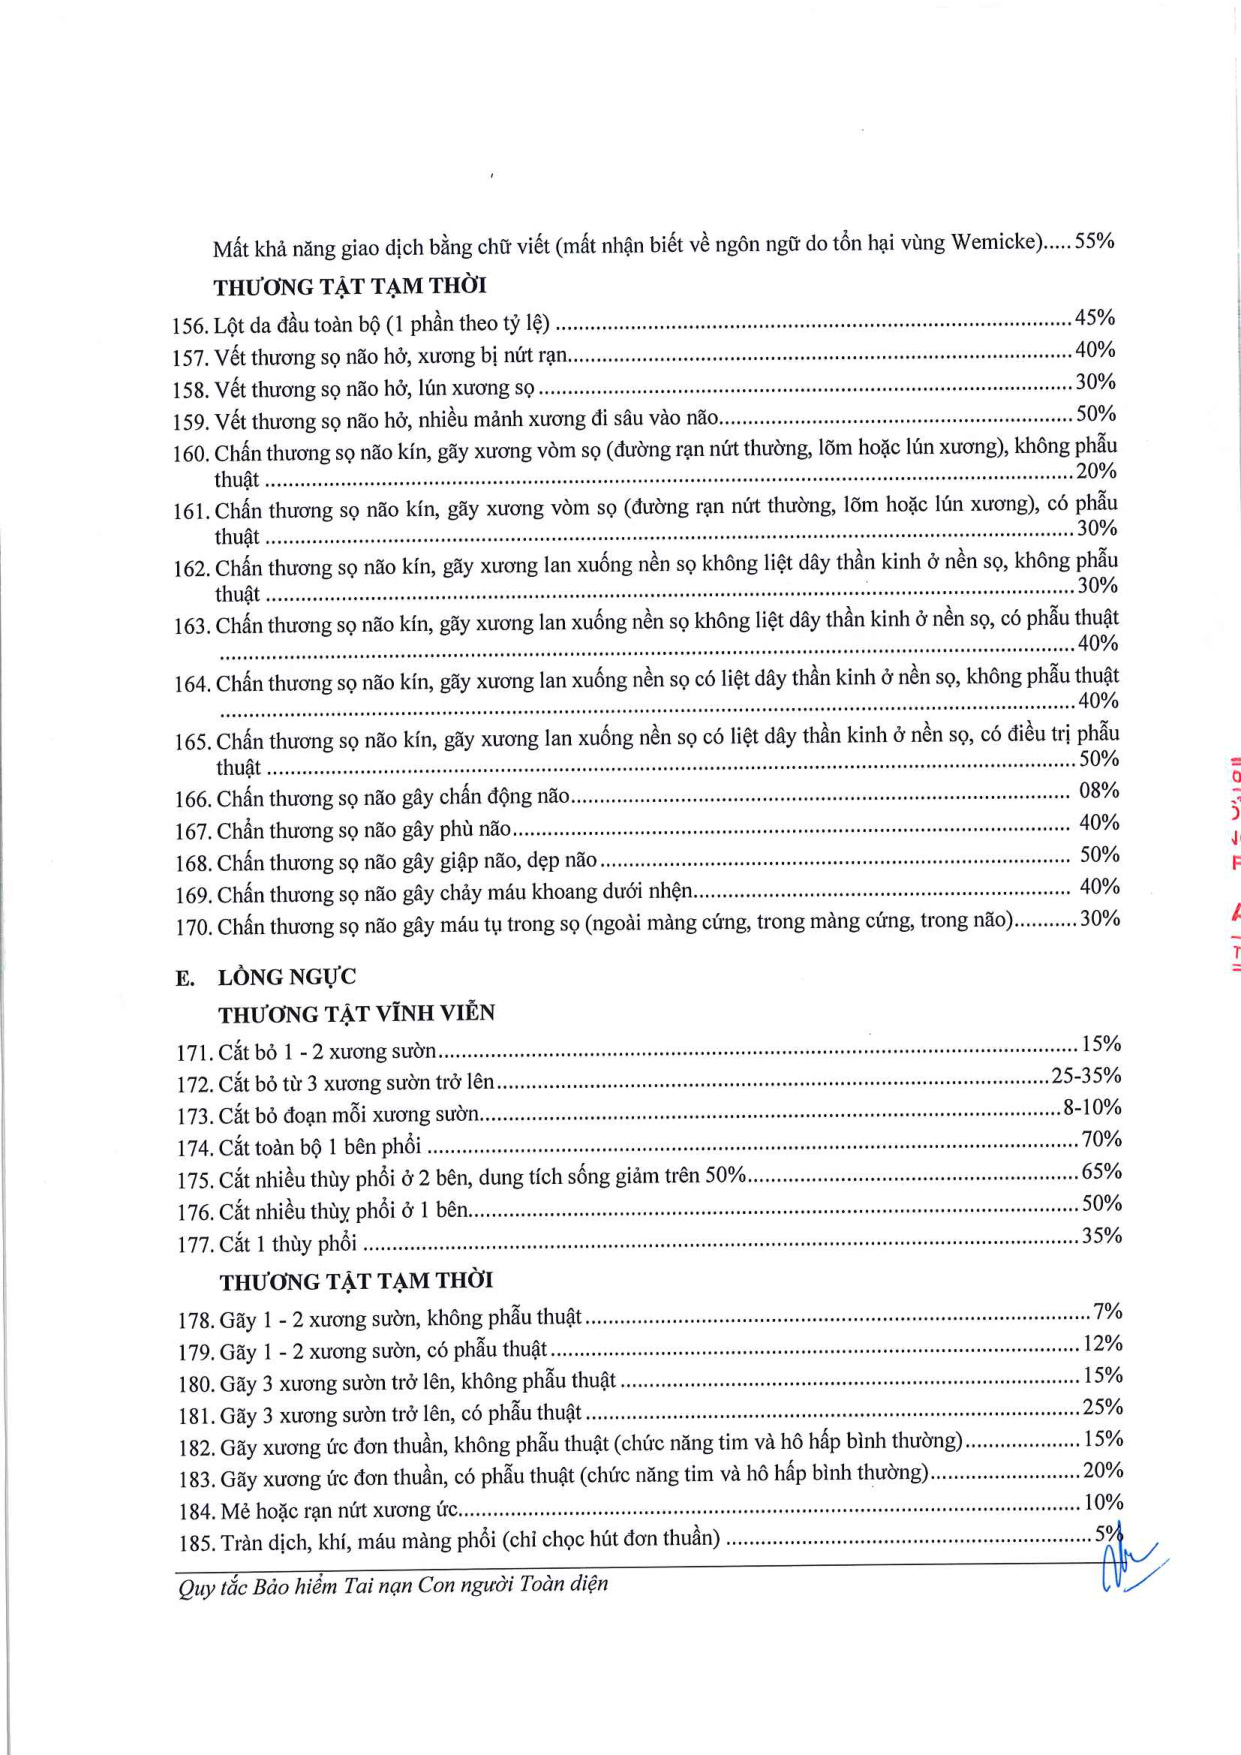 Mất khả năng giao dịch bằng chữ viết (mất nhận biết về ngôn ngữ do tổn hại vùng Wemicke)..... 55%
THƯƠNG TẬT TẠM THỜI
156. Lột da đầu toàn bộ (1 phần theo tỷ lệ) ..... 45%
157. Vết thương sọ não hở, xương bị nứt rạn..... 40%
158. Vết thương sọ não hở, lún xương sọ ..... 30%
159. Vết thương sọ não hở, nhiều mảnh xương đi sâu vào não..... 50%
160. Chấn thương sọ não kín, gãy xương vòm sọ (đường rạn nứt thường, lõm hoặc lún xương), không phẫu
thuật ..... 20%
161. Chấn thương sọ não kín, gãy xương vòm sọ (đường rạn nứt thường, lõm hoặc lún xương), có phẫu
thuật ..... 30%
162. Chấn thương sọ não kín, gãy xương lan xuống nền sọ không liệt dây thần kinh ở nền sọ, không phẫu
thuật ..... 30%
163. Chấn thương sọ não kín, gãy xương lan xuống nền sọ không liệt dây thần kinh ở nền sọ, có phẫu thuật
..... 40%
164. Chấn thương sọ não kín, gãy xương lan xuống nền sọ có liệt dây thần kinh ở nền sọ, không phẫu thuật
..... 40%
165. Chấn thương sọ não kín, gãy xương lan xuống nền sọ có liệt dây thần kinh ở nền sọ, có điều trị phẫu
thuật ..... 50%
166. Chấn thương sọ não gây chấn động não..... 08%
167. Chẩn thương sọ não gây phù não..... 40%
168. Chấn thương sọ não gây giập não, dẹp não ..... 50%
169. Chấn thương sọ não gây chảy máu khoang dưới nhện..... 40%
170. Chấn thương sọ não gây máu tụ trong sọ (ngoài màng cứng, trong màng cứng, trong não)..... 30%
E. LỒNG NGỰC
THƯƠNG TẬT VĨNH VIỄN
171. Cắt bỏ 1 - 2 xương sườn..... 15%
172. Cắt bỏ từ 3 xương sườn trở lên..... 25-35%
173. Cắt bỏ đoạn mỗi xương sườn..... 8-10%
174. Cắt toàn bộ 1 bên phổi ..... 70%
175. Cắt nhiều thùy phổi ở 2 bên, dung tích sống giảm trên 50%..... 65%
176. Cắt nhiều thùy phổi ở 1 bên..... 50%
177. Cắt 1 thùy phổi ..... 35%
THƯƠNG TẬT TẠM THỜI
178. Gãy 1 - 2 xương sườn, không phẫu thuật ..... 7%
179. Gãy 1 - 2 xương sườn, có phẫu thuật ..... 12%
180. Gãy 3 xương sườn trở lên, không phẫu thuật ..... 15%
181. Gãy 3 xương sườn trở lên, có phẫu thuật ..... 25%
182. Gãy xương ức đơn thuần, không phẫu thuật (chức năng tim và hô hấp bình thường)..... 15%
183. Gãy xương ức đơn thuần, có phẫu thuật (chức năng tim và hô hấp bình thường)..... 20%
184. Mẻ hoặc rạn nứt xương ức..... 10%
185. Tràn dịch, khí, máu màng phổi (chỉ chọc hút đơn thuần) ..... 5%
Quy tắc Bảo hiểm Tai nạn Con người Toàn diện